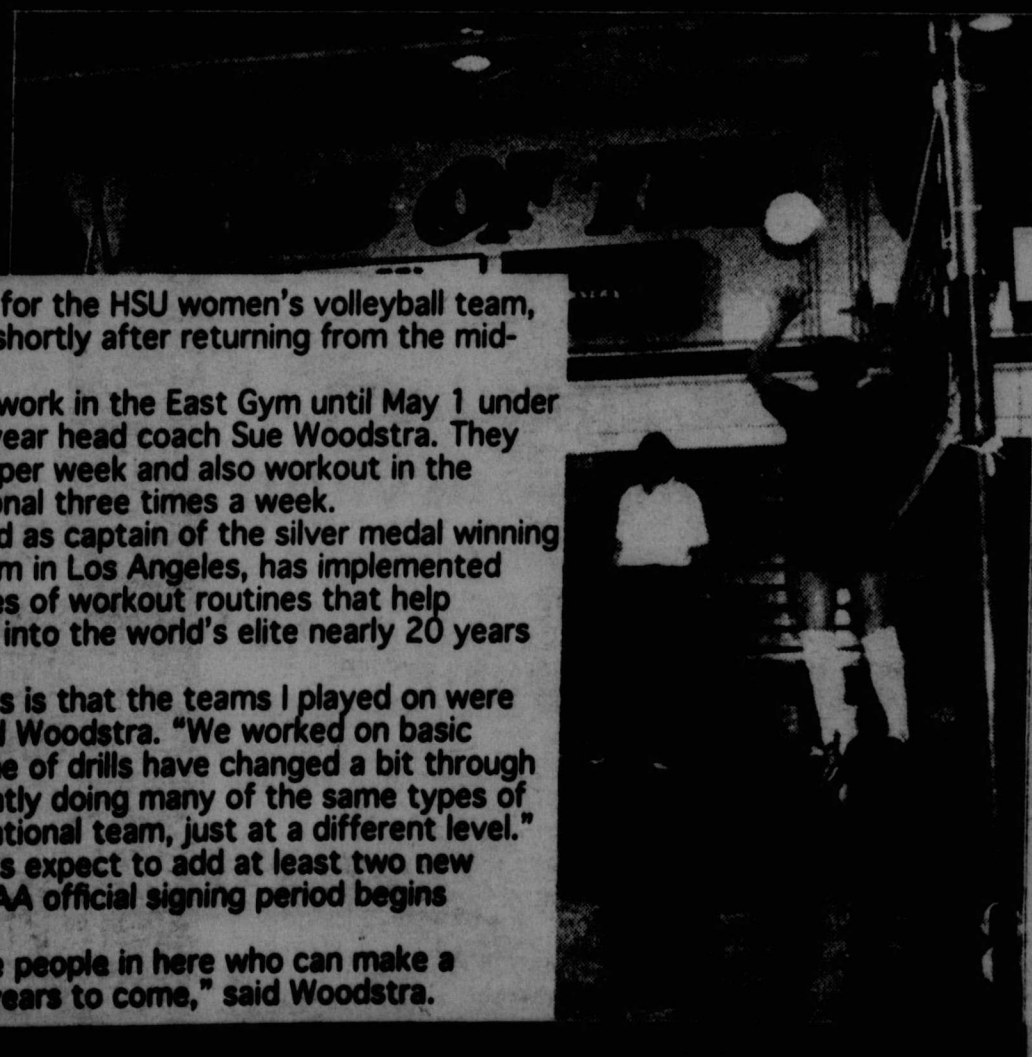 for the HSU women's volleyball team,
shortly after returning from the mid-
work in the East Gym until May 1 under
year head coach Sue Woodstra. They
per week and also workout in the
onal three times a week.
d as captain of the silver medal winning
m in Los Angeles, has implemented
es of workout routines that help
into the world's elite nearly 20 years
s is that the teams I played on were
d Woodstra. "We worked on basic
e of drills have changed a bit through
ntly doing many of the same types of
ational team, just at a different level."
s expect to add at least two new
AA official signing period begins
e people in here who can make a
years to come," said Woodstra.